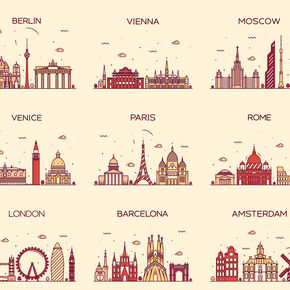 BERLIN
VIENNA
MOSCOW
VENICE
PARIS
ROME
LONDON
BARCELONA
AMSTERDAM